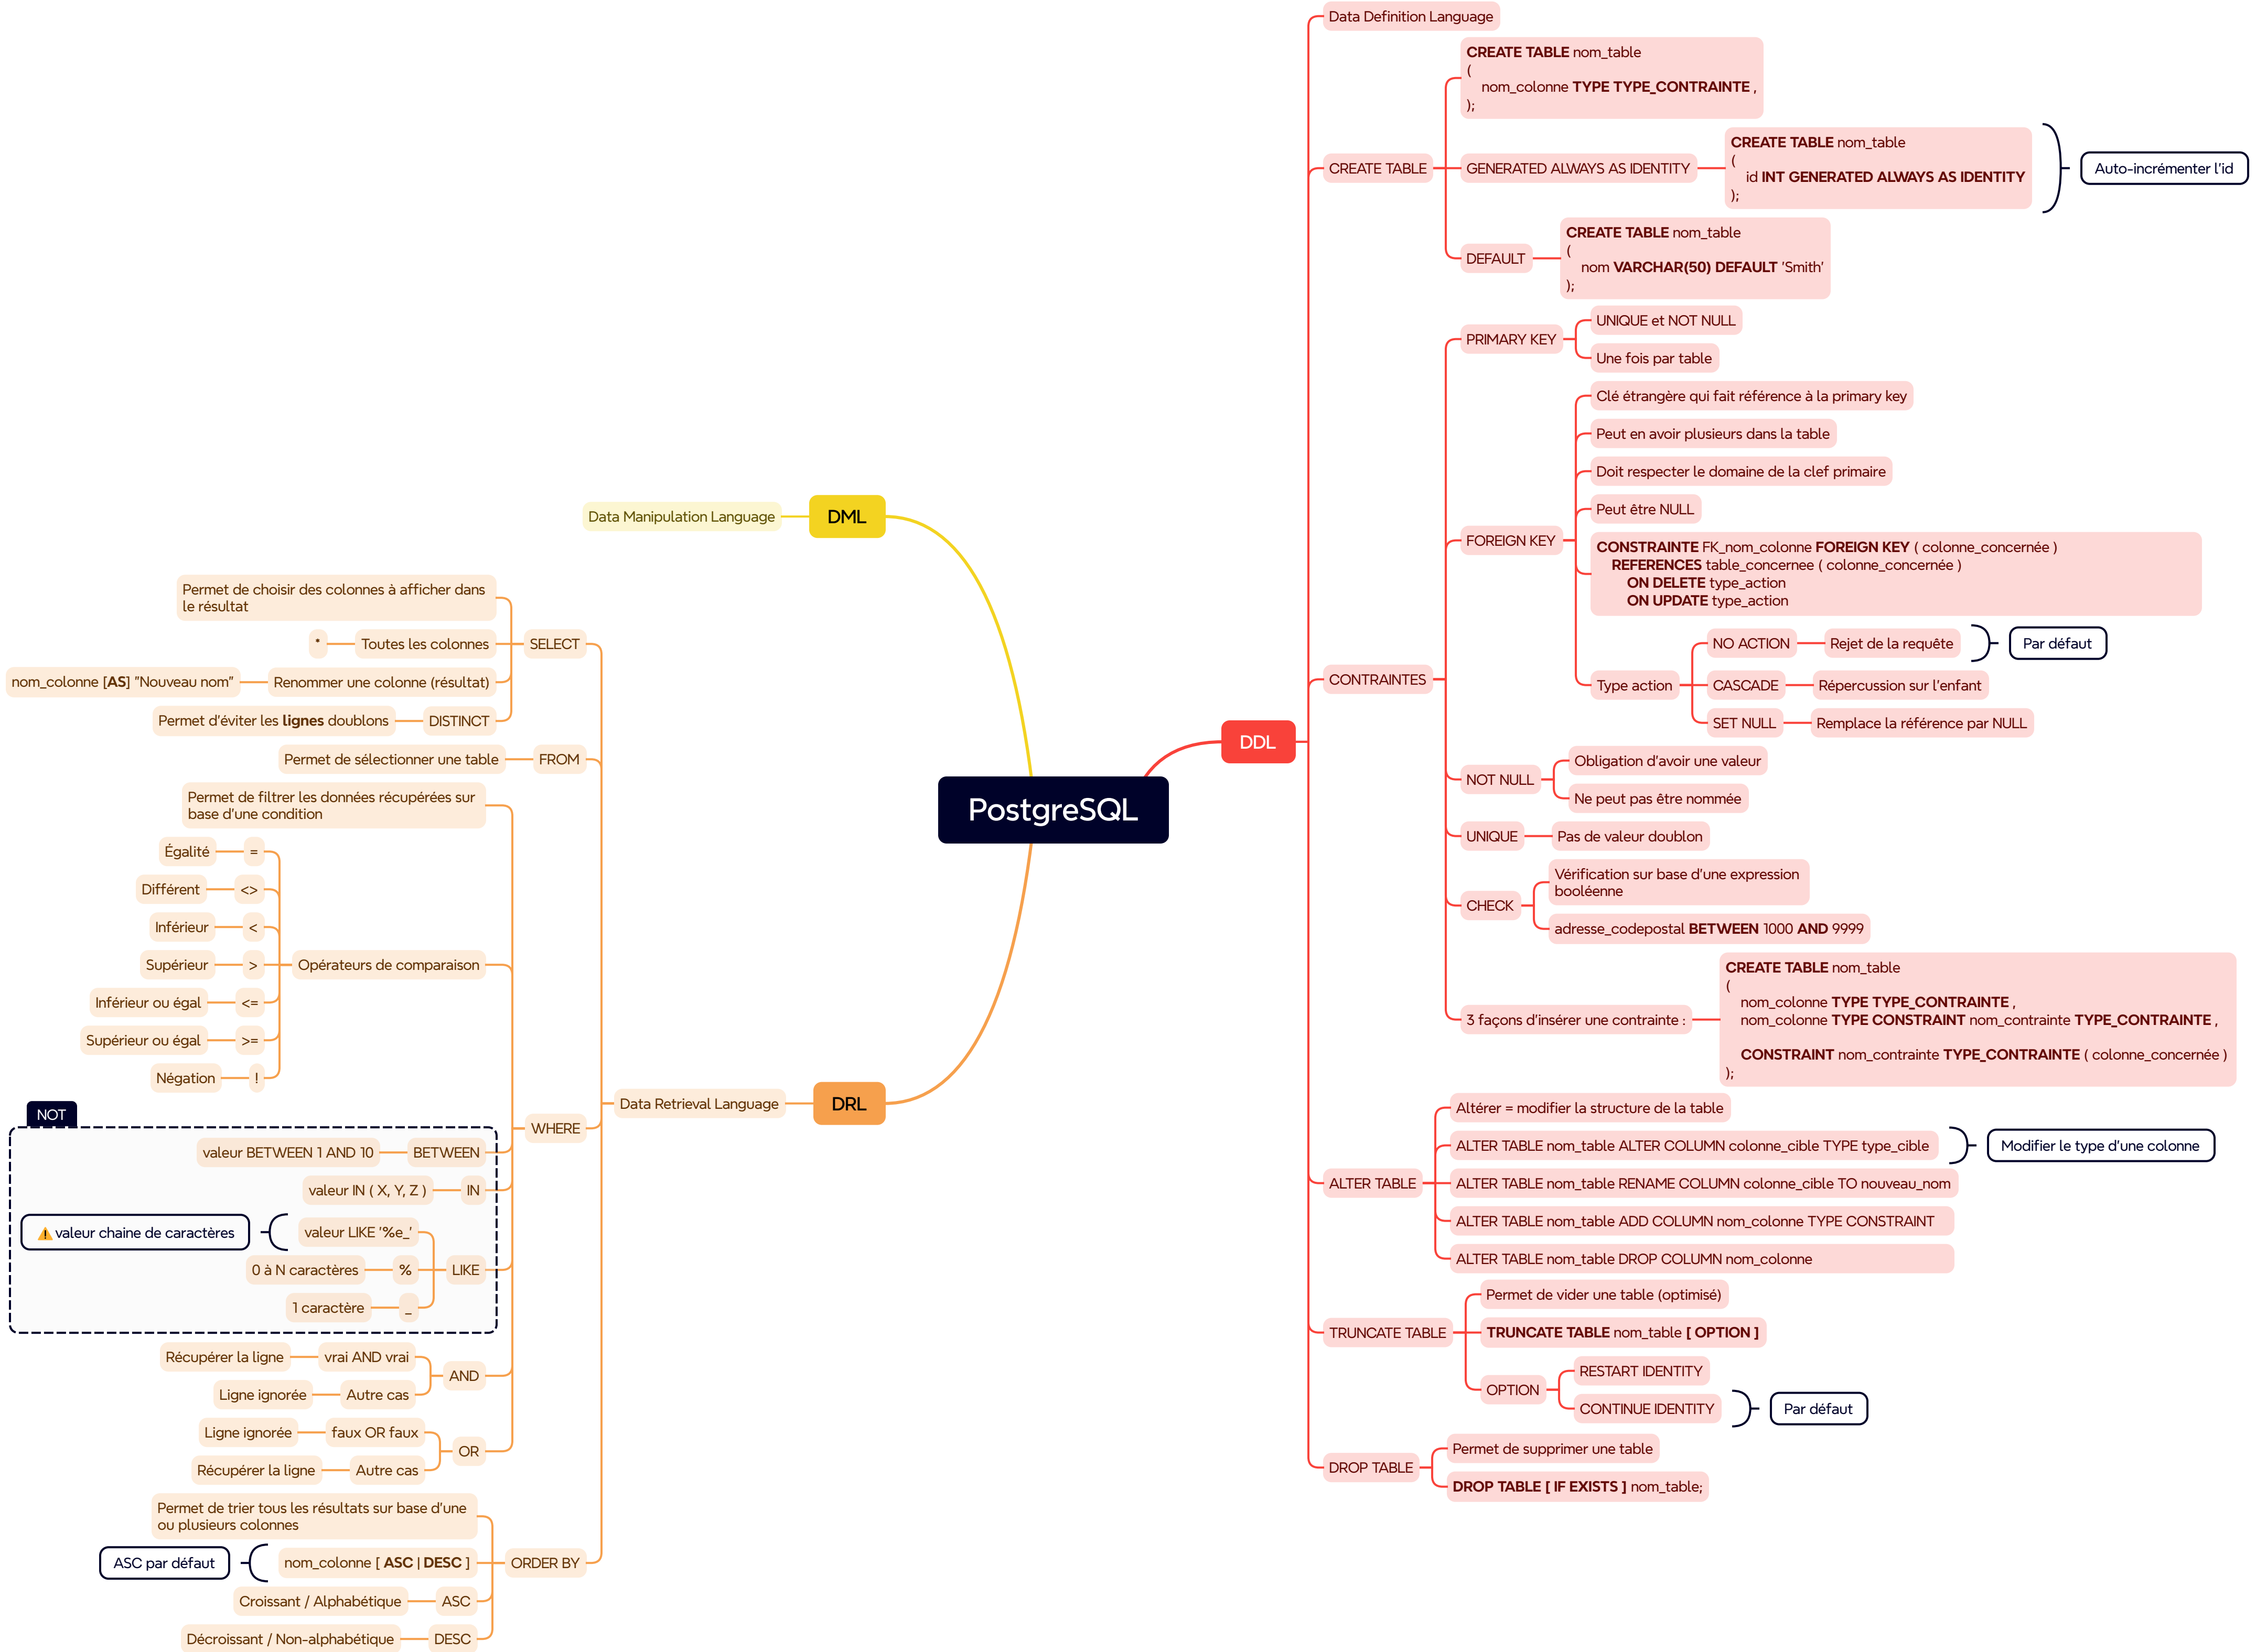 PostgreSQL
DDL
Data Definition Language
CREATE TABLE
CREATE TABLE nom_table
(
nom_colonne TYPE TYPE_CONTRAINTE ,
);
GENERATED ALWAYS AS IDENTITY
CREATE TABLE nom_table
(
id INT GENERATED ALWAYS AS IDENTITY
);
Auto-incrémenter l'id
DEFAULT
CREATE TABLE nom_table
(
nom VARCHAR(50) DEFAULT 'Smith'
);
CONTRAINTES
PRIMARY KEY
UNIQUE et NOT NULL
Une fois par table
FOREIGN KEY
Clé étrangère qui fait référence à la primary key
Peut en avoir plusieurs dans la table
Doit respecter le domaine de la clef primaire
Peut être NULL
CONSTRAINTE FK_nom_colonne FOREIGN KEY ( colonne_concernée )
REFERENCES table_concernee ( colonne_concernée )
ON DELETE type_action
ON UPDATE type_action
Type action
NO ACTION
Rejet de la requête
Par défaut
CASCADE
Répercussion sur l'enfant
SET NULL
Remplace la référence par NULL
NOT NULL
Obligation d'avoir une valeur
Ne peut pas être nommée
UNIQUE
Pas de valeur doublon
CHECK
Vérification sur base d'une expression
booléenne
adresse_codepostal BETWEEN 1000 AND 9999
3 façons d'insérer une contrainte :
CREATE TABLE nom_table
(
nom_colonne TYPE TYPE_CONTRAINTE ,
nom_colonne TYPE CONSTRAINT nom_contrainte TYPE_CONTRAINTE ,
CONSTRAINT nom_contrainte TYPE_CONTRAINTE ( colonne_concernée )
);
ALTER TABLE
Altérer = modifier la structure de la table
ALTER TABLE nom_table ALTER COLUMN colonne_cible TYPE type_cible
Modifier le type d'une colonne
ALTER TABLE nom_table RENAME COLUMN colonne_cible TO nouveau_nom
ALTER TABLE nom_table ADD COLUMN nom_colonne TYPE CONSTRAINT
ALTER TABLE nom_table DROP COLUMN nom_colonne
TRUNCATE TABLE
Permet de vider une table (optimisé)
TRUNCATE TABLE nom_table [ OPTION ]
OPTION
RESTART IDENTITY
CONTINUE IDENTITY
Par défaut
DROP TABLE
Permet de supprimer une table
DROP TABLE [ IF EXISTS ] nom_table;
DML
Data Manipulation Language
DRL
Data Retrieval Language
SELECT
Permet de choisir des colonnes à afficher dans
le résultat
Toutes les colonnes
*
Renommer une colonne (résultat)
nom_colonne [AS] "Nouveau nom"
DISTINCT
Permet d'éviter les lignes doublons
FROM
Permet de sélectionner une table
WHERE
Permet de filtrer les données récupérées sur
base d'une condition
Opérateurs de comparaison
=
Égalité
<>
Différent
<
Inférieur
>
Supérieur
<=
Inférieur ou égal
>=
Supérieur ou égal
!
Négation
NOT
BETWEEN
valeur BETWEEN 1 AND 10
IN
valeur IN ( X, Y, Z )
LIKE
valeur LIKE '%e_'
⚠️ valeur chaine de caractères
%
0 à N caractères
_
1 caractère
AND
vrai AND vrai
Récupérer la ligne
Autre cas
Ligne ignorée
OR
faux OR faux
Ligne ignorée
Autre cas
Récupérer la ligne
ORDER BY
Permet de trier tous les résultats sur base d'une
ou plusieurs colonnes
nom_colonne [ ASC | DESC ]
ASC par défaut
ASC
Croissant / Alphabétique
DESC
Décroissant / Non-alphabétique